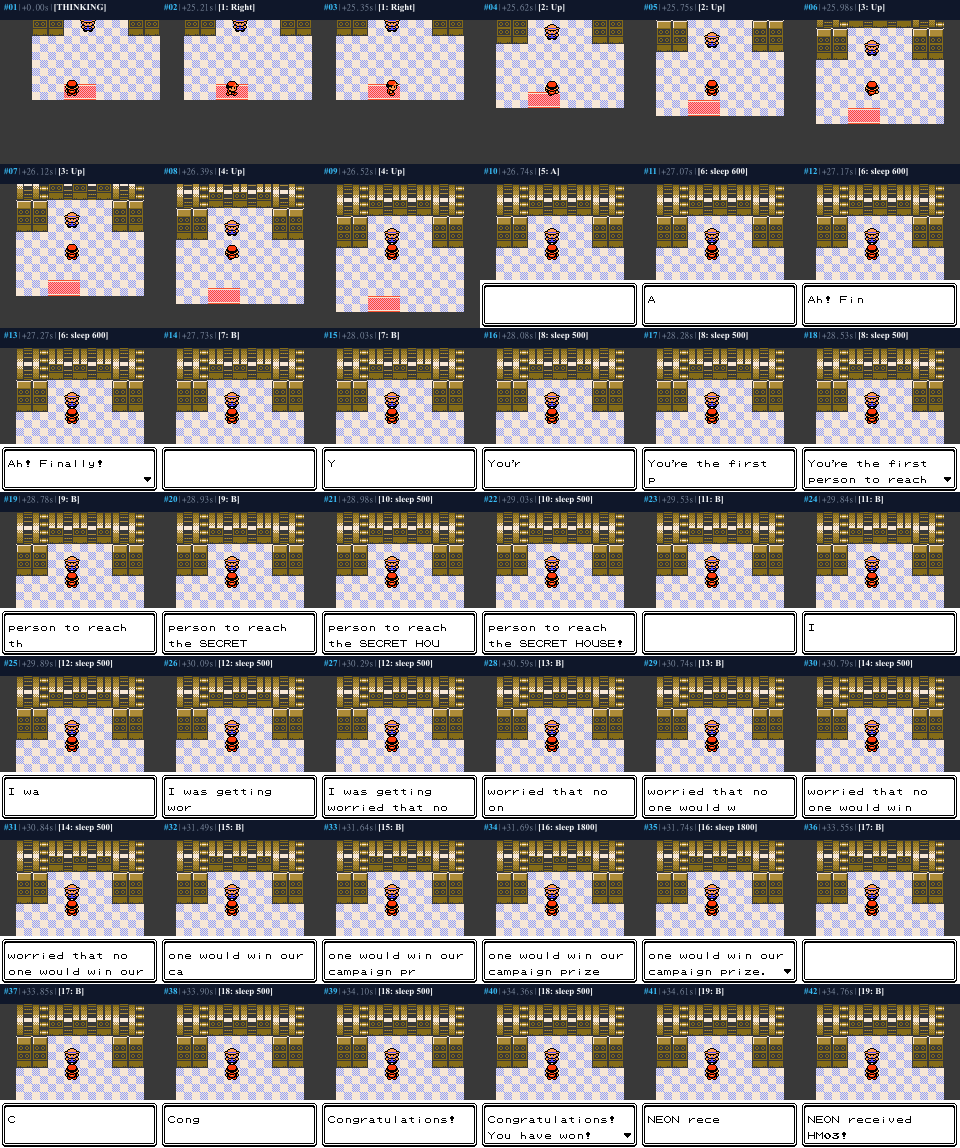 #01|+0.00s|[THINKING]
#02|+25.21s|[1: Right]
#03|+25.35s|[1: Right]
#04|+25.62s|[2: Up]
#05|+25.75s|[2: Up]
#06|+25.98s|[3: Up]
#07|+26.12s|[3: Up]
#08|+26.39s|[4: Up]
#09|+26.52s|[4: Up]
#10|+26.74s|[5: A]
#11|+27.07s|[6: sleep 600]
A
#12|+27.17s|[6: sleep 600]
Ah! Fin
#13|+27.27s|[6: sleep 600]
Ah! Finally!
#14|+27.73s|[7: B]
#15|+28.03s|[7: B]
Y
#16|+28.08s|[8: sleep 500]
You'r
#17|+28.28s|[8: sleep 500]
You're the first
p
#18|+28.53s|[8: sleep 500]
You're the first
person to reach
#19|+28.78s|[9: B]
person to reach
th
#20|+28.93s|[9: B]
person to reach
the SECRET
#21|+28.98s|[10: sleep 500]
person to reach
the SECRET HOU
#22|+29.03s|[10: sleep 500]
person to reach
the SECRET HOUSE!
#23|+29.53s|[11: B]
#24|+29.84s|[11: B]
I
#25|+29.89s|[12: sleep 500]
I wa
#26|+30.09s|[12: sleep 500]
I was getting
wor
#27|+30.29s|[12: sleep 500]
I was getting
worried that no
#28|+30.59s|[13: B]
worried that no
on
#29|+30.74s|[13: B]
worried that no
one would w
#30|+30.79s|[14: sleep 500]
worried that no
one would win
#31|+30.84s|[14: sleep 500]
worried that no
one would win our
#32|+31.49s|[15: B]
one would win our
ca
#33|+31.64s|[15: B]
one would win our
campaign pr
#34|+31.69s|[16: sleep 1800]
one would win our
campaign prize
#35|+31.74s|[16: sleep 1800]
one would win our
campaign prize.
#36|+33.55s|[17: B]
#37|+33.85s|[17: B]
C
#38|+33.90s|[18: sleep 500]
Cong
#39|+34.10s|[18: sleep 500]
Congratulations!
#40|+34.36s|[18: sleep 500]
Congratulations!
You have won!
#41|+34.61s|[19: B]
NEON rece
#42|+34.76s|[19: B]
NEON received
HM03!